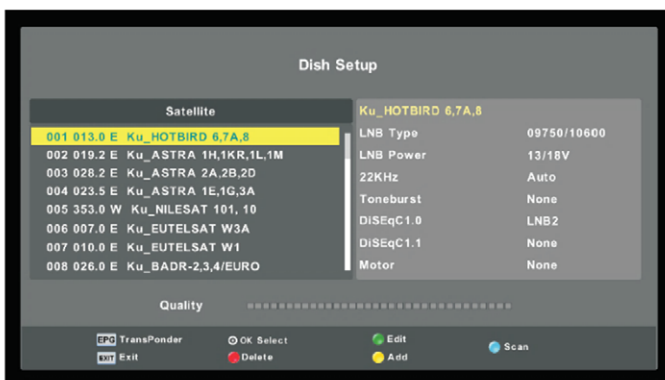 Dish Setup
Satellite
001 013.0 E Ku_HOTBIRD 6,7A,8
002 019.2 E Ku_ASTRA 1H,1KR,1L,1M
003 028.2 E Ku_ASTRA 2A,2B,2D
004 023.5 E Ku_ASTRA 1E,1G,3A
005 353.0 W Ku_NILESAT 101, 10
006 007.0 E Ku_EUTELSAT W3A
007 010.0 E Ku_EUTELSAT W1
008 026.0 E Ku_BADR-2,3,4/EURO
Ku_HOTBIRD 6,7A,8
LNB Type 09750/10600
LNB Power 13/18V
22KHz Auto
Toneburst None
DiSEqC1.0 LNB2
DiSEqC1.1 None
Motor None
Quality
EPG TransPonder OK Select Edit Scan
EXIT Exit Delete Add